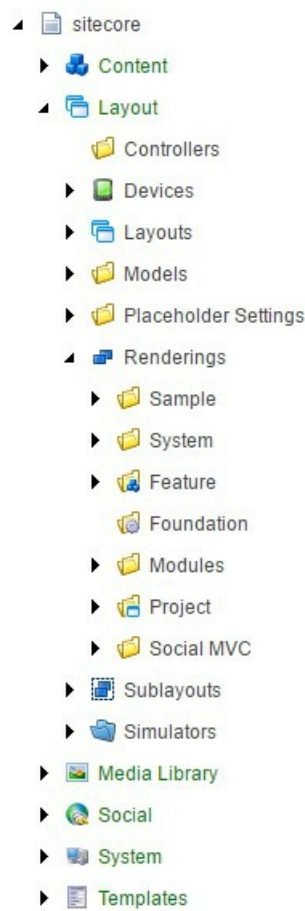 sitecore
Content
Layout
Controllers
Devices
Layouts
Models
Placeholder Settings
Renderings
Sample
System
Feature
Foundation
Modules
Project
Social MVC
Sublayouts
Simulators
Media Library
Social
System
Templates